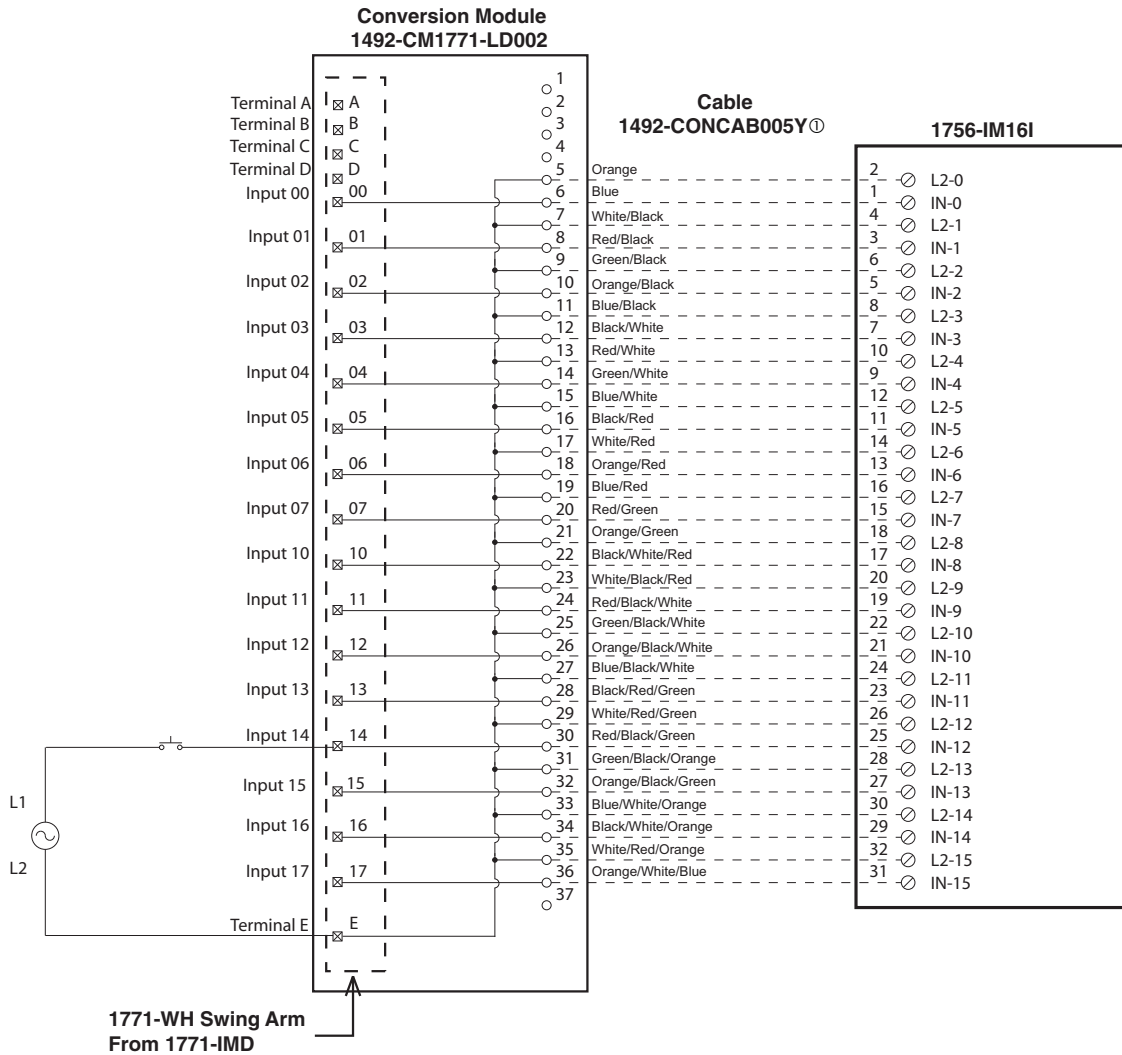 Conversion Module
1492-CM1771-LD002
Cable
1492-CONCAB005Y①
1756-IM16I
Terminal A A
Terminal B B
Terminal C C
Terminal D D
Input 00 00
Input 01 01
Input 02 02
Input 03 03
Input 04 04
Input 05 05
Input 06 06
Input 07 07
Input 10 10
Input 11 11
Input 12 12
Input 13 13
Input 14 14
Input 15 15
Input 16 16
Input 17 17
Terminal E E
L1
L2
1
2
3
4
5 Orange 2 L2-0
6 Blue 1 IN-0
7 White/Black 4 L2-1
8 Red/Black 3 IN-1
9 Green/Black 6 L2-2
10 Orange/Black 5 IN-2
11 Blue/Black 8 L2-3
12 Black/White 7 IN-3
13 Red/White 10 L2-4
14 Green/White 9 IN-4
15 Blue/White 12 L2-5
16 Black/Red 11 IN-5
17 White/Red 14 L2-6
18 Orange/Red 13 IN-6
19 Blue/Red 16 L2-7
20 Red/Green 15 IN-7
21 Orange/Green 18 L2-8
22 Black/White/Red 17 IN-8
23 White/Black/Red 20 L2-9
24 Red/Black/White 19 IN-9
25 Green/Black/White 22 L2-10
26 Orange/Black/White 21 IN-10
27 Blue/Black/White 24 L2-11
28 Black/Red/Green 23 IN-11
29 White/Red/Green 26 L2-12
30 Red/Black/Green 25 IN-12
31 Green/Black/Orange 28 L2-13
32 Orange/Black/Green 27 IN-13
33 Blue/White/Orange 30 L2-14
34 Black/White/Orange 29 IN-14
35 White/Red/Orange 32 L2-15
36 Orange/White/Blue 31 IN-15
37
1771-WH Swing Arm
From 1771-IMD